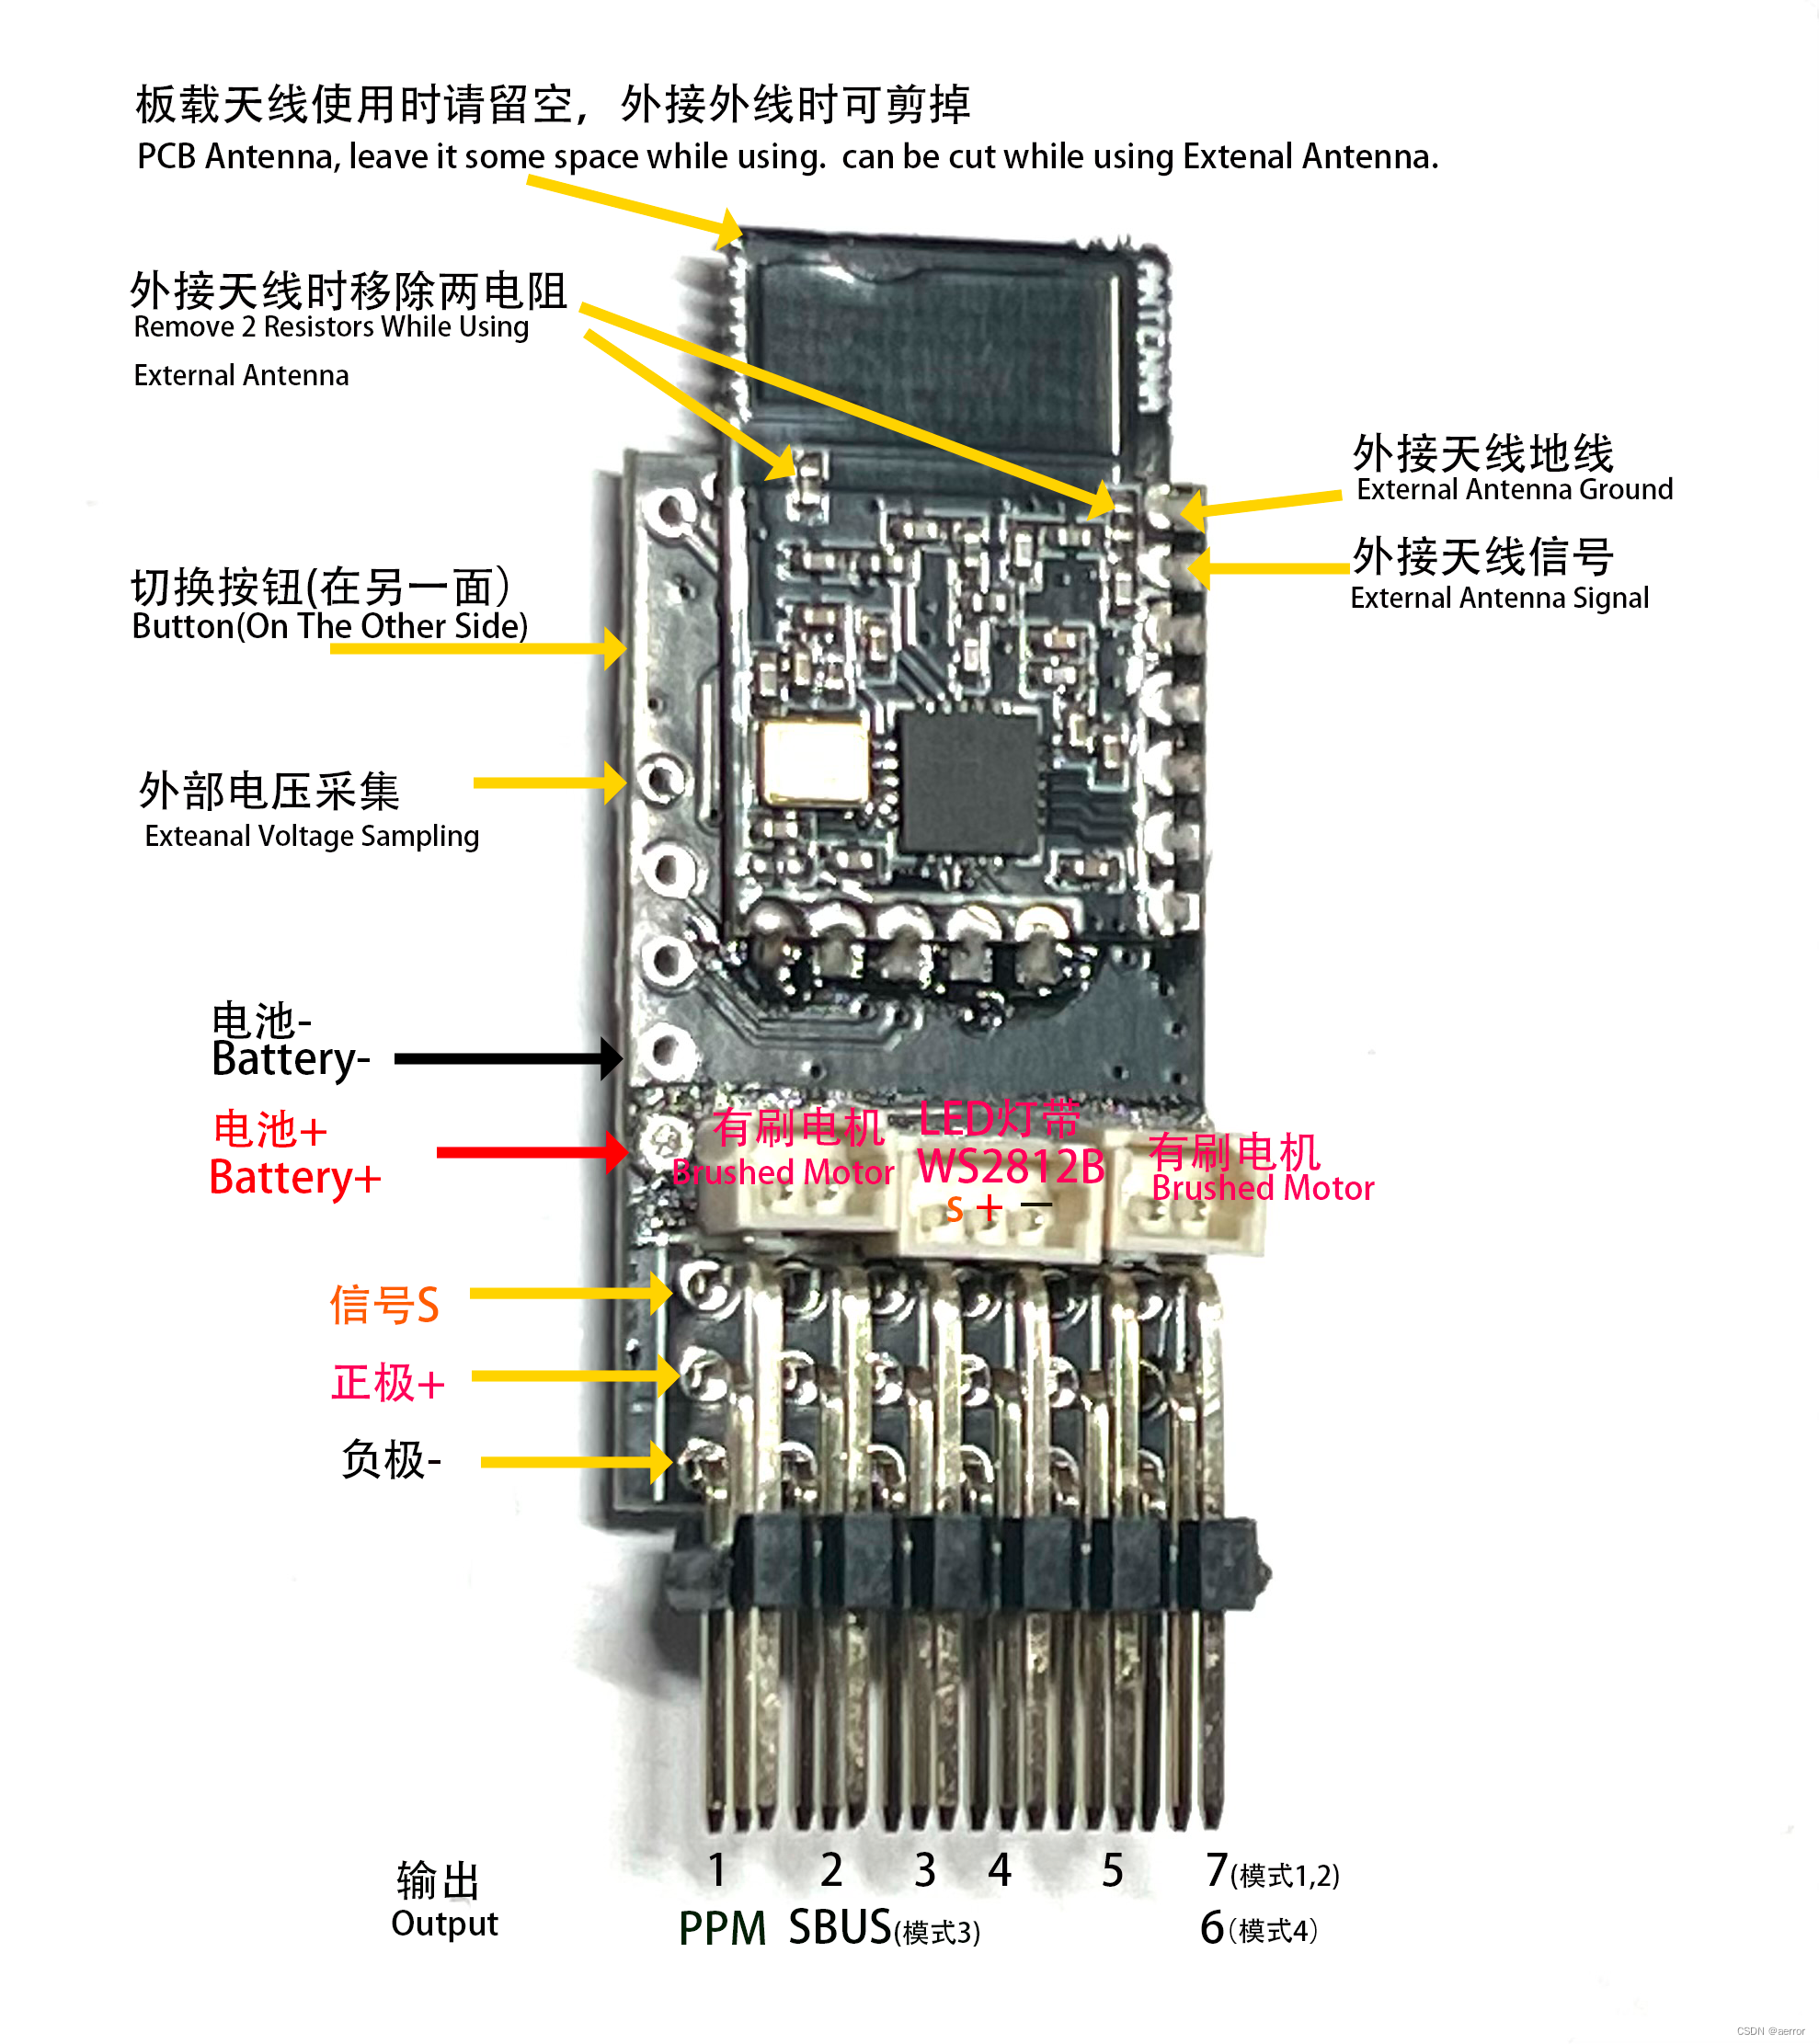 板载天线使用时请留空，外接外线时可剪掉
PCB Antenna, leave it some space while using. can be cut while using Extenal Antenna.
外接天线时移除两电阻
Remove 2 Resistors While Using
External Antenna
ANTENNA
外接天线地线
External Antenna Ground
外接天线信号
External Antenna Signal
切换按钮(在另一面）
Button(On The Other Side)
外部电压采集
Exteanal Voltage Sampling
电池-
Battery-
电池+
Battery+
有刷电机
Brushed Motor
LED灯带
WS2812B
s + —
有刷电机
Brushed Motor
信号S
正极+
负极-
输出
Output
1 2 3 4 5 7(模式1,2)
PPM SBUS(模式3) 6（模式4）
CSDN @aerror